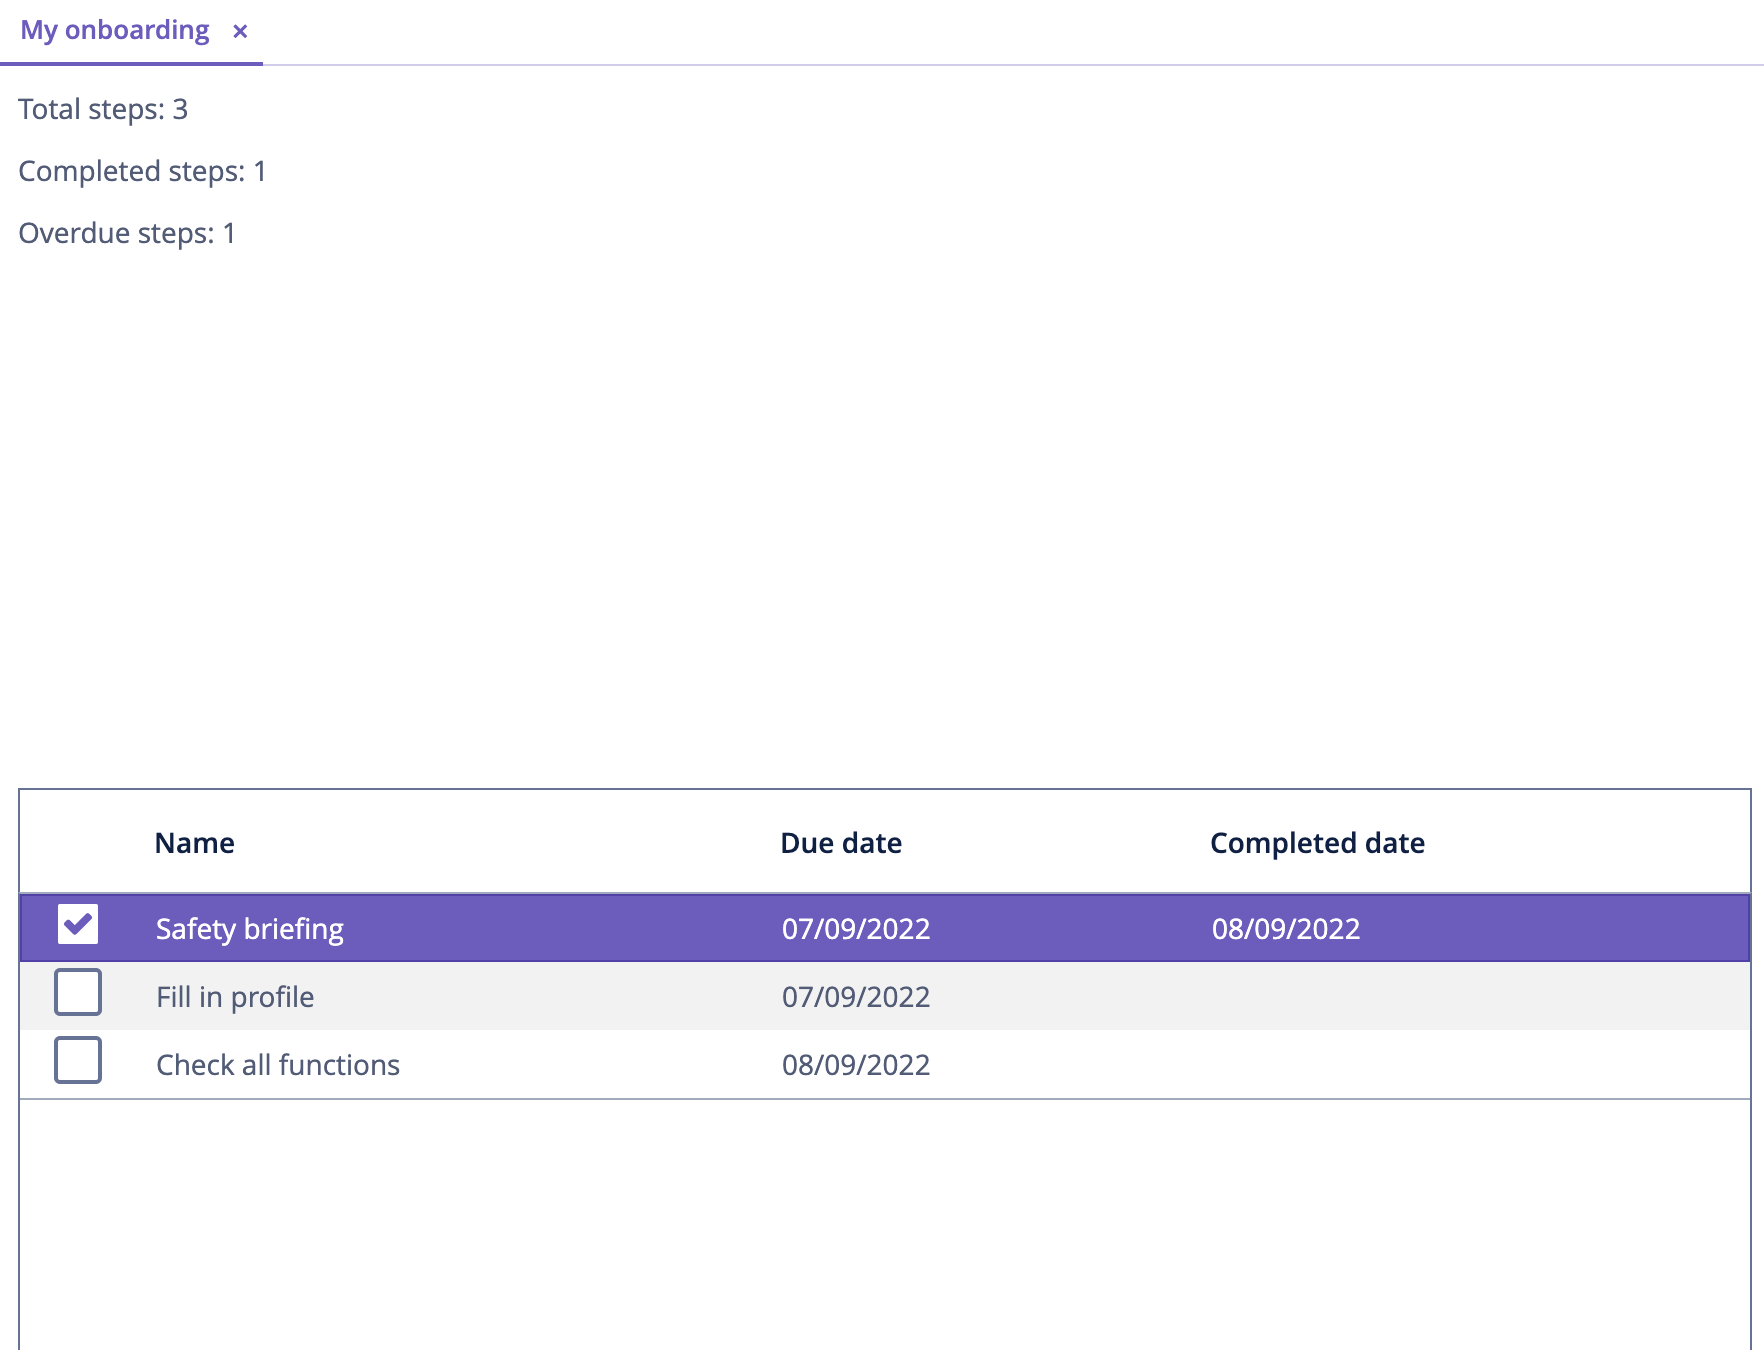 My onboarding ×
Total steps: 3
Completed steps: 1
Overdue steps: 1
Name Due date Completed date
Safety briefing 07/09/2022 08/09/2022
Fill in profile 07/09/2022
Check all functions 08/09/2022